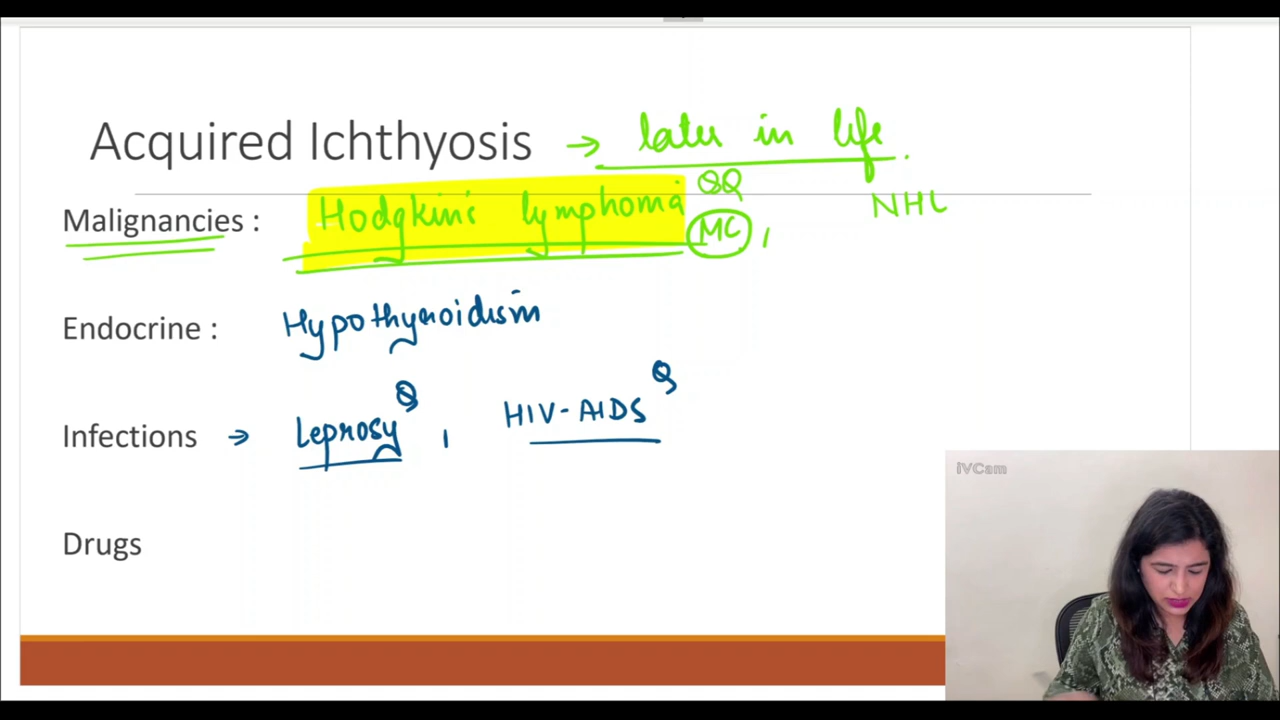 Acquired Ichthyosis → later in life.
Malignancies : Hodgkin's lymphoma QQ MC , NHL
Endocrine : Hypothyroidism
Infections → Leprosy Q , HIV-AIDS Q
iVCam
Drugs